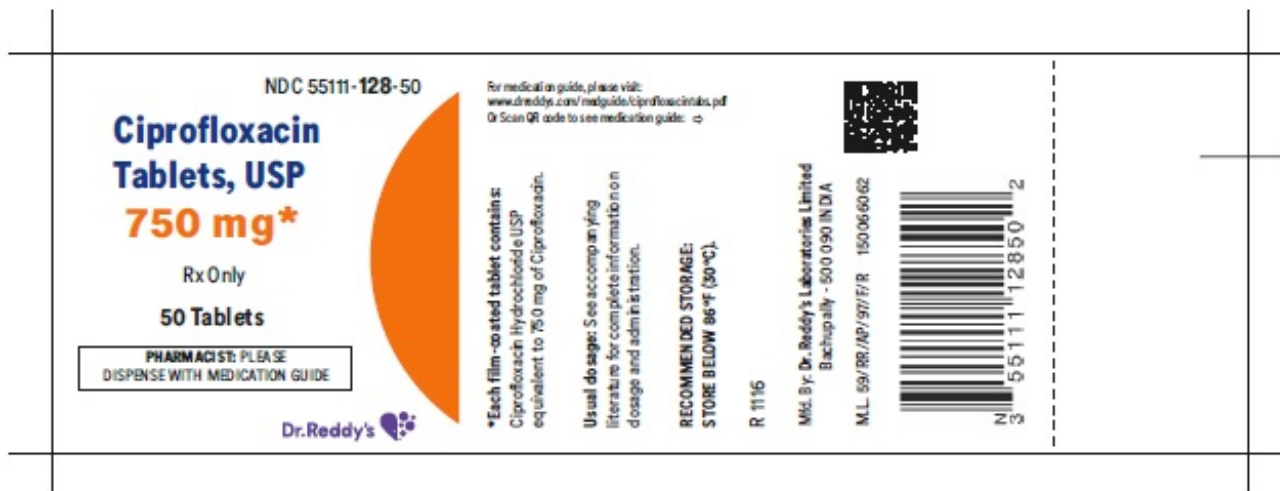 NDC 55111-128-50
Ciprofloxacin
Tablets, USP
750 mg*
Rx Only
50 Tablets
PHARMACIST: PLEASE
DISPENSE WITH MEDICATION GUIDE
Dr.Reddy's
For medication guide, please visit:
www.drreddys.com/medguide/ciprofloxacintabs.pdf
Or Scan QR code to see medication guide: ⇨
*Each film-coated tablet contains:
Ciprofloxacin Hydrochloride USP
equivalent to 750 mg of Ciprofloxacin.
Usual dosage: See accompanying
literature for complete information on
dosage and administration.
RECOMMENDED STORAGE:
STORE BELOW 86°F (30°C).
R 1116
Mfd. By: Dr. Reddy's Laboratories Limited
Bachupally - 500 090 INDIA
M.L. 59/RR/AP/97/F/R 150066062
N
3 55111 12850 2